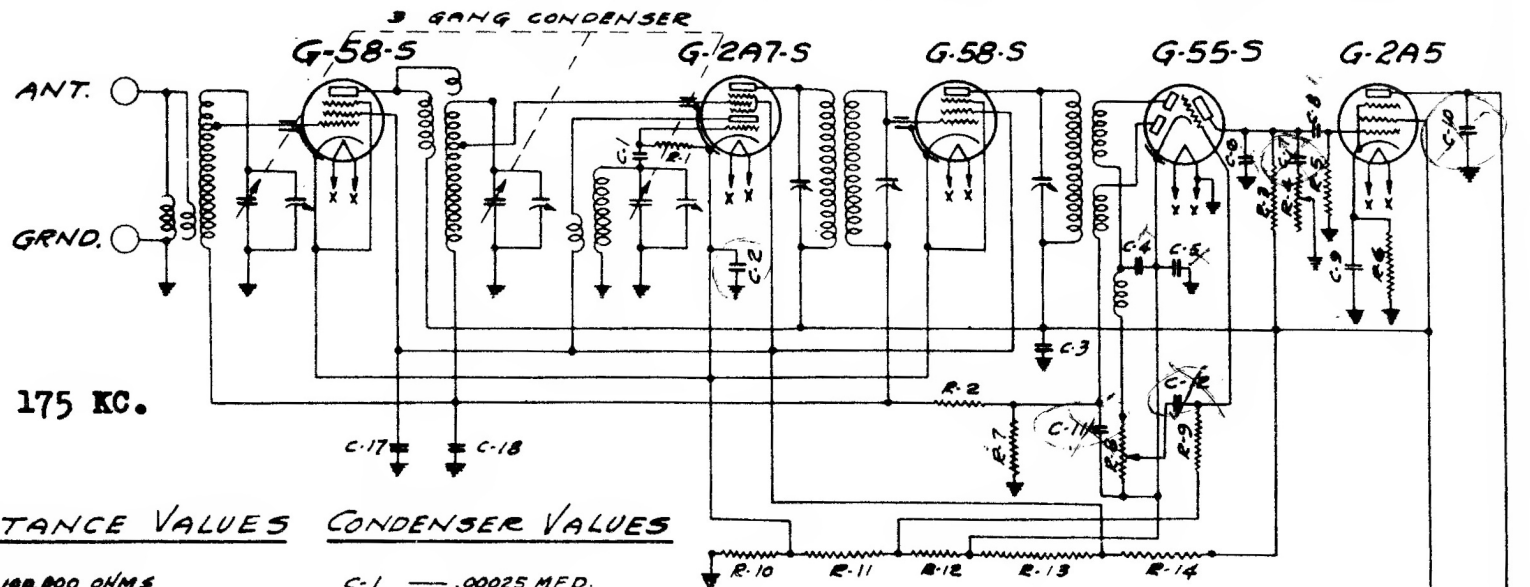 3 GANG CONDENSER
G-58-S
G-2A7-S
G-58-S
G-55-S
G-2A5
ANT.
GRND.
C-1
R-1
C-2
C-8
R-3
R-4
C-8
R-5
C-10
C-4
C-5
C-9
R-6
C-3
175 KC.
R-2
C-12
C-17
C-18
R-7
C-11
R-8
R-9
TANCE VALUES
CONDENSER VALUES
R-10
R-11
R-12
R-13
R-14
OHMS
C-1 — .00025 MFD.
X X
X X
X X
X X
X X